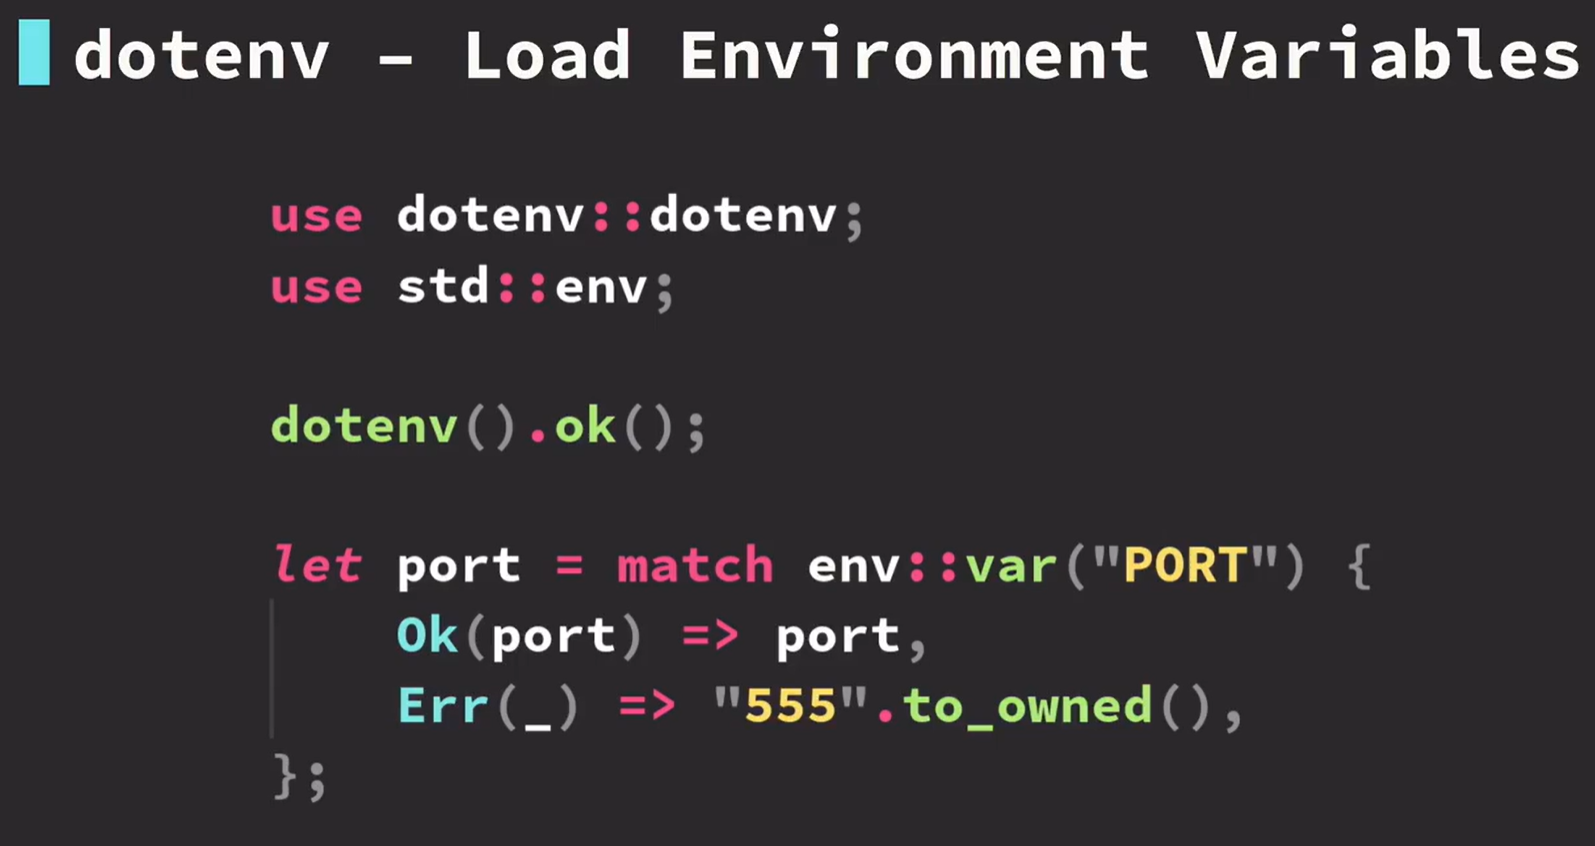 dotenv – Load Environment Variables
use dotenv::dotenv;
use std::env;
dotenv().ok();
let port = match env::var("PORT") {
    Ok(port) => port,
    Err(_) => "555".to_owned(),
};